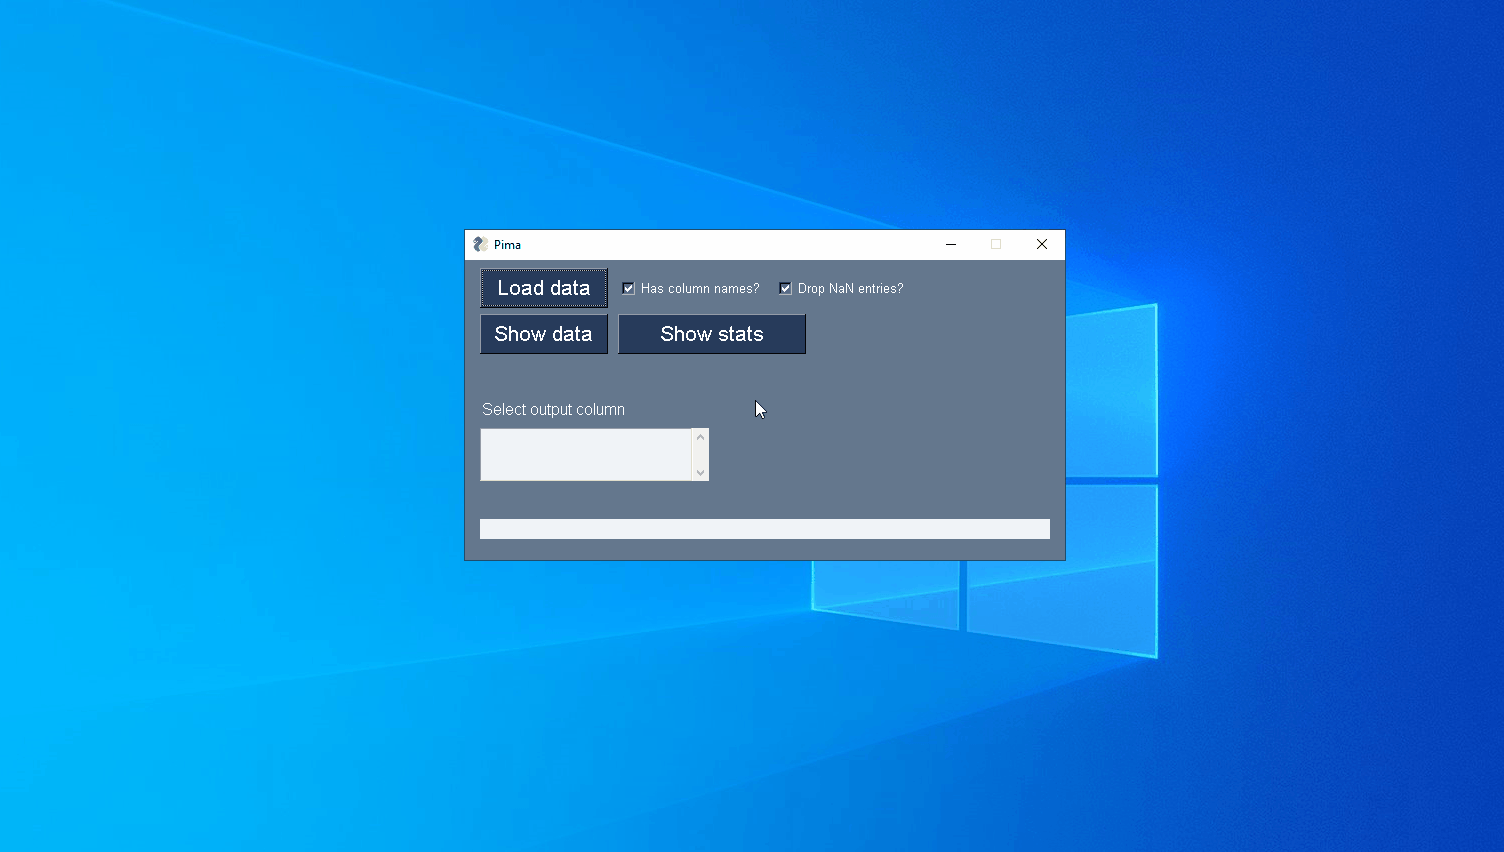 Pima
Load data Has column names? Drop NaN entries?
Show data Show stats
Select output column